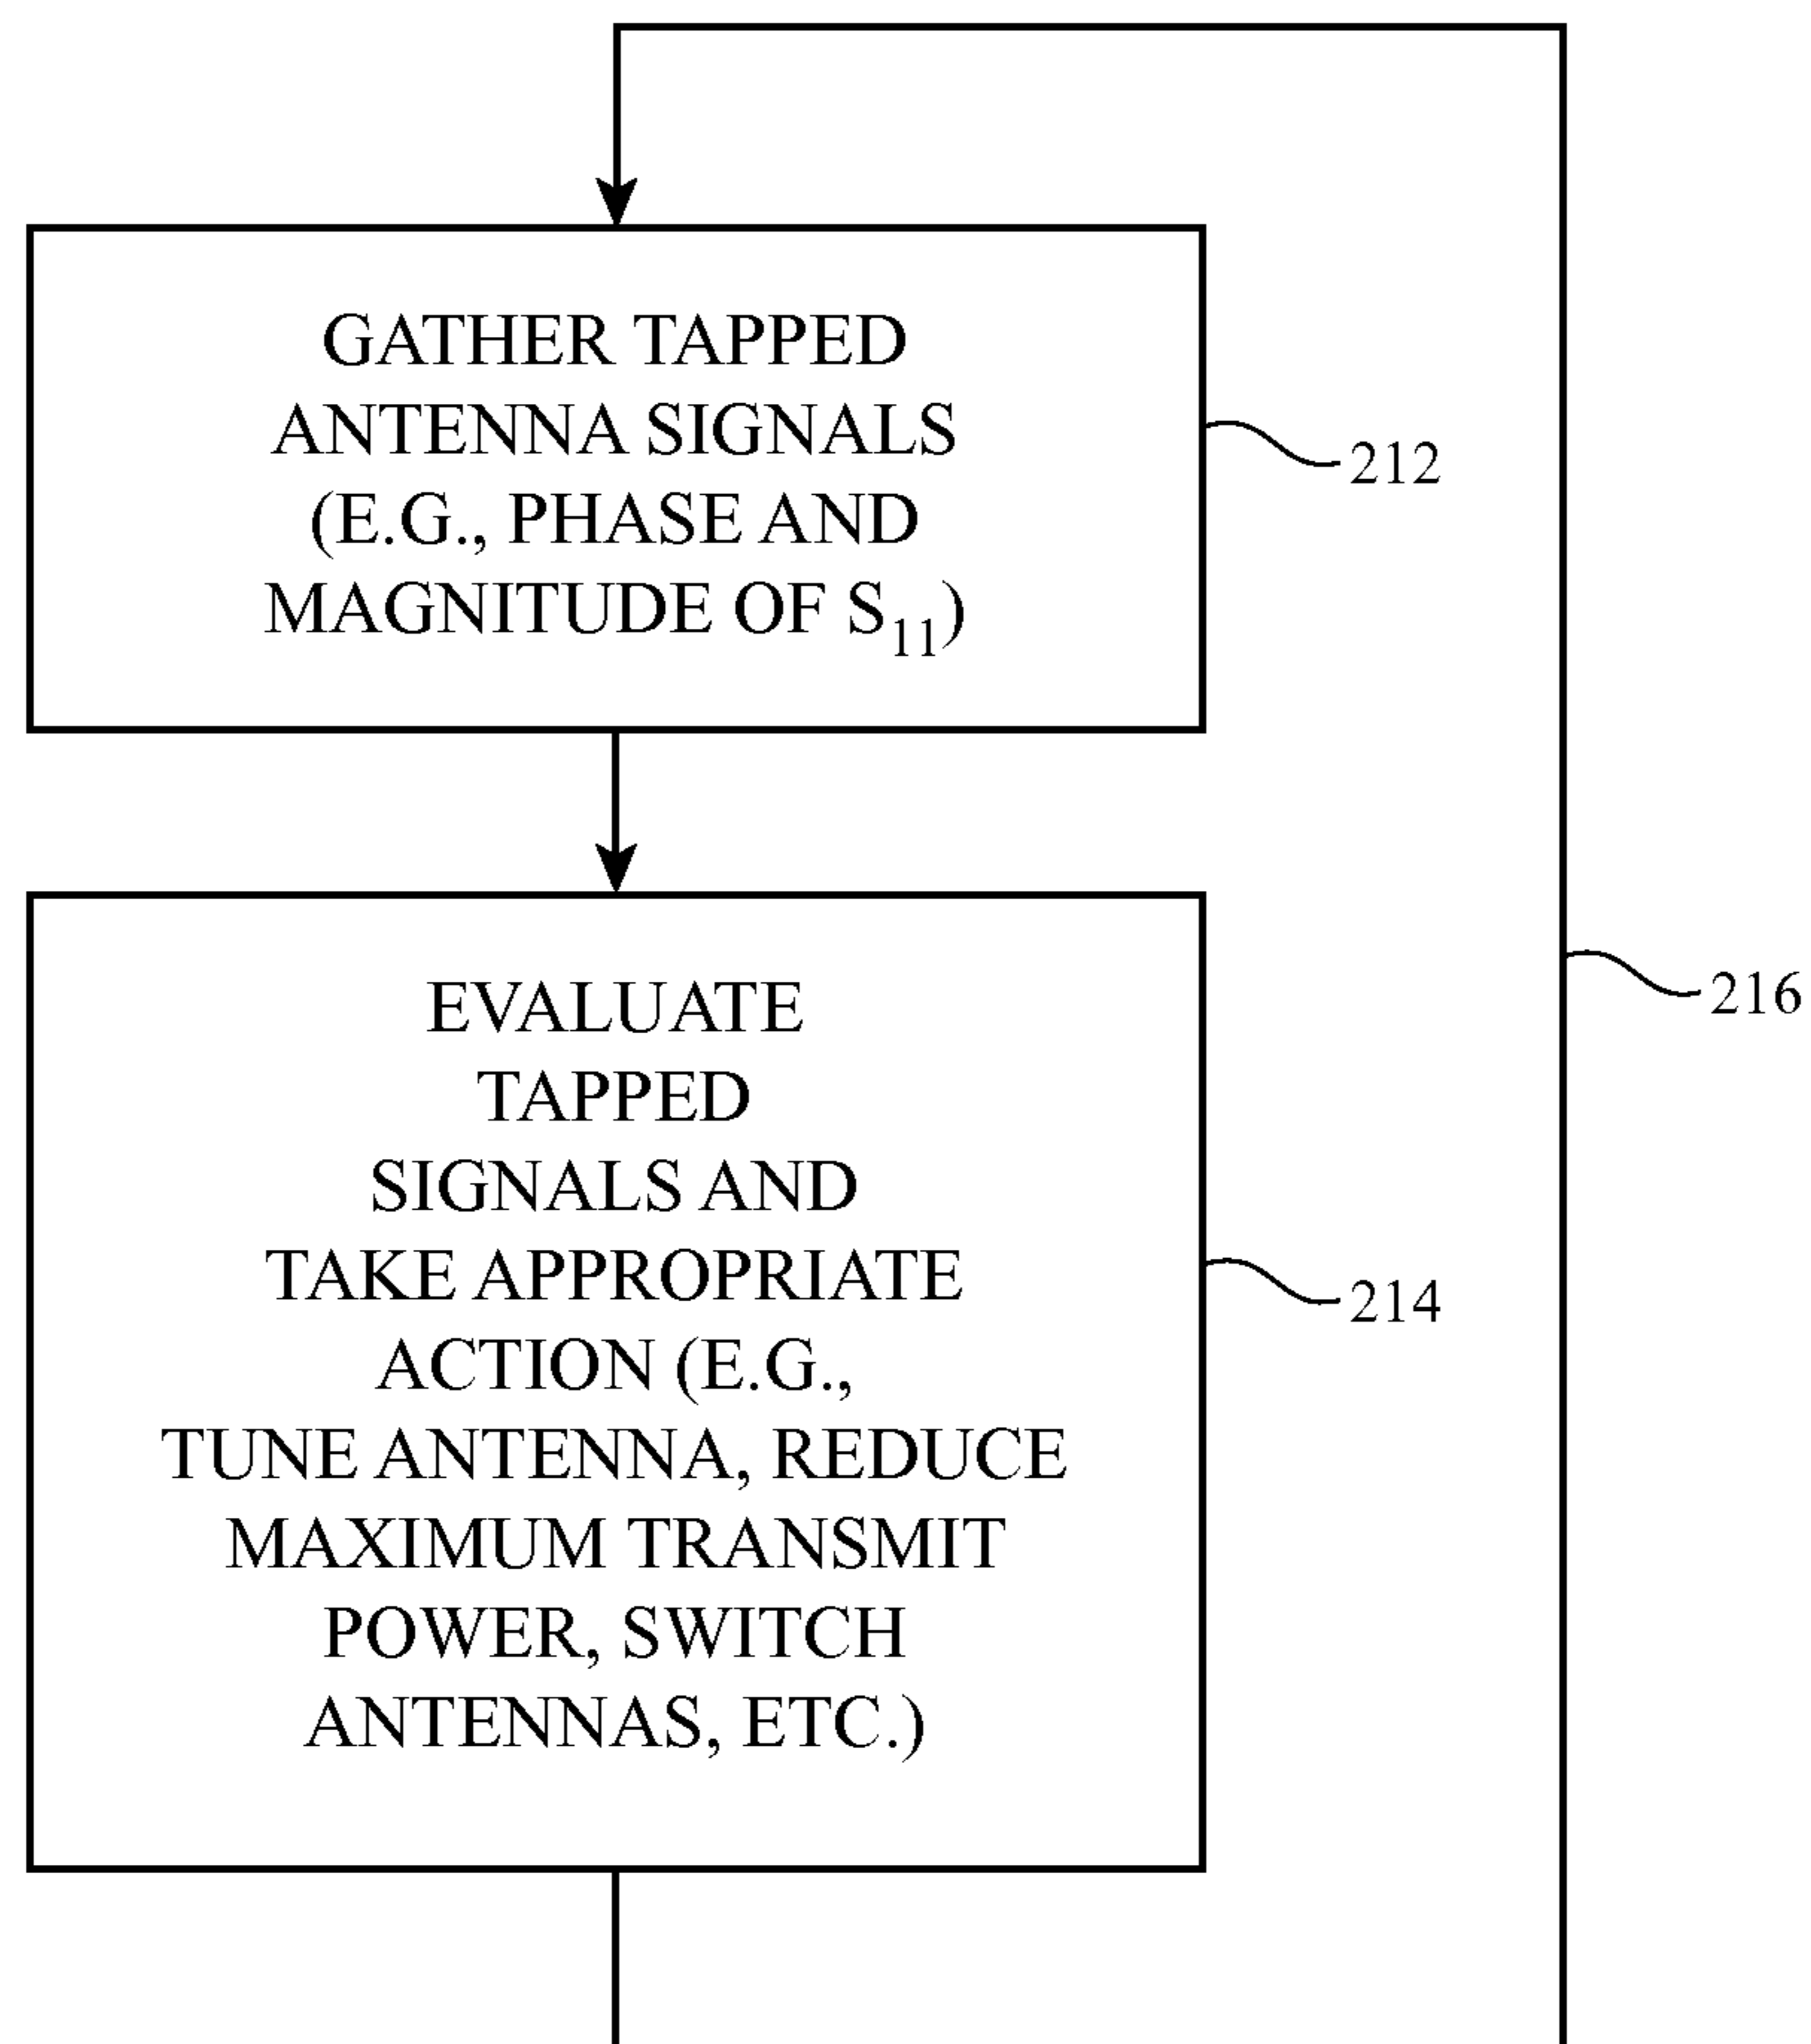 GATHER TAPPED
ANTENNA SIGNALS
(E.G., PHASE AND
MAGNITUDE OF S11)
212
EVALUATE
TAPPED
SIGNALS AND
TAKE APPROPRIATE
ACTION (E.G.,
TUNE ANTENNA, REDUCE
MAXIMUM TRANSMIT
POWER, SWITCH
ANTENNAS, ETC.)
216
214